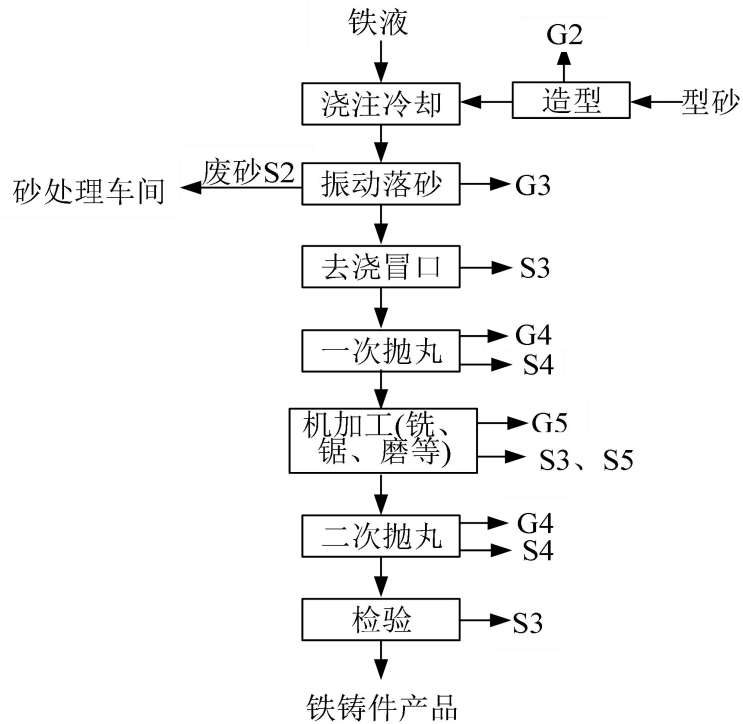 铁液
G2
浇注冷却
造型
型砂
废砂S2
砂处理车间
振动落砂
G3
去浇冒口
S3
一次抛丸
G4
S4
机加工(铣、
锯、磨等)
G5
S3、S5
二次抛丸
G4
S4
检验
S3
铁铸件产品